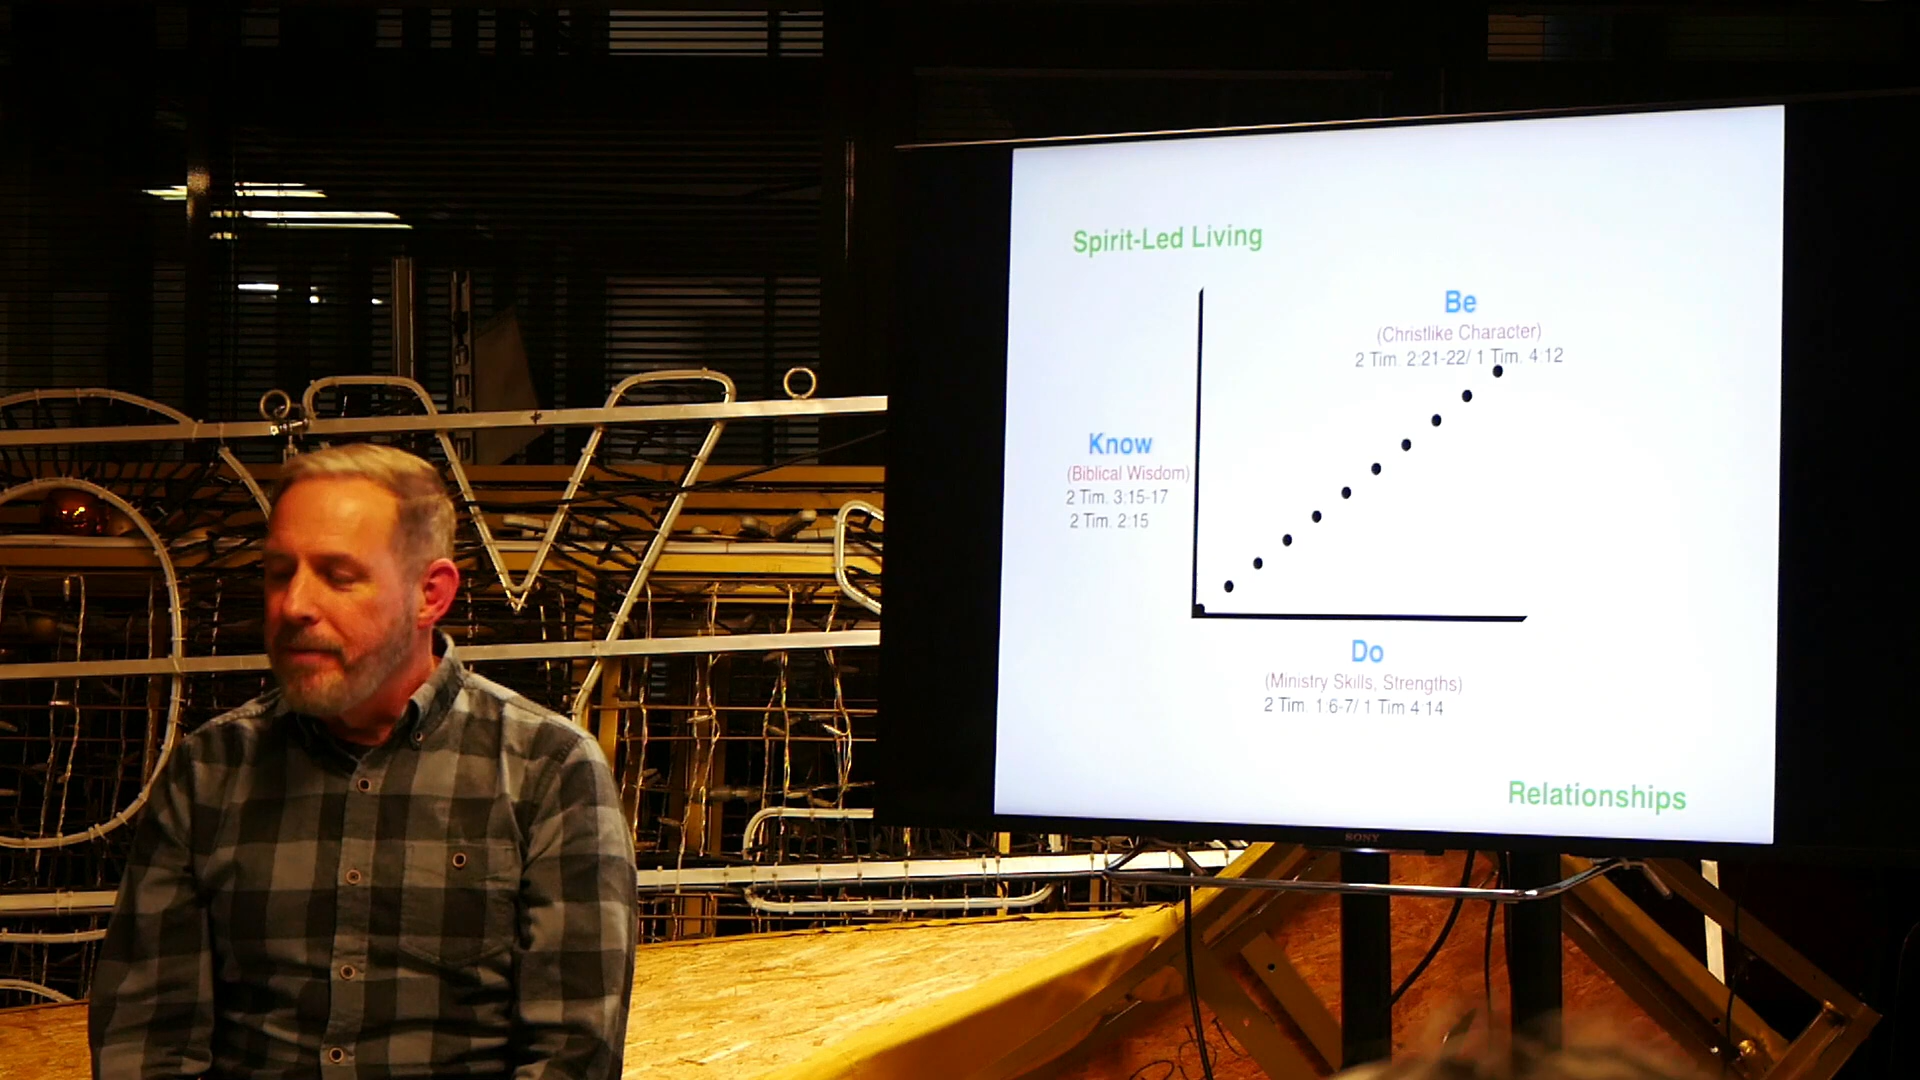 Spirit-Led Living
Be
(Christlike Character)
2 Tim. 2:21-22/ 1 Tim. 4:12
Know
(Biblical Wisdom)
2 Tim. 3:15-17
2 Tim. 2:15
Do
(Ministry Skills, Strengths)
2 Tim. 1:6-7/ 1 Tim 4:14
Relationships
SONY